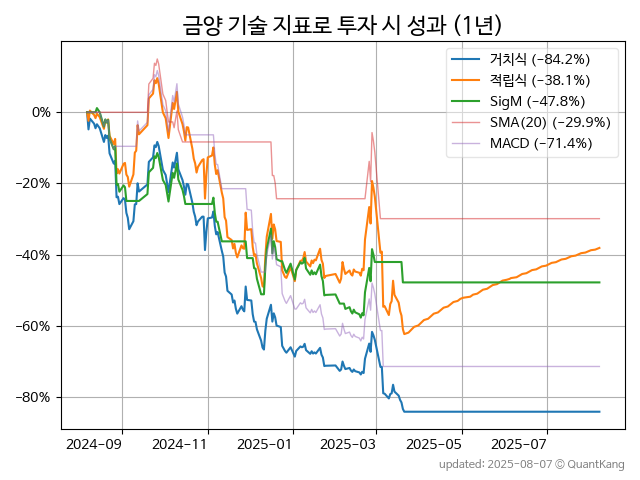 금양 기술 지표로 투자 시 성과 (1년)
거치식 (−84.2%)
적립식 (−38.1%)
SigM (−47.8%)
SMA(20) (−29.9%)
MACD (−71.4%)
0%
−20%
−40%
−60%
−80%
2024-09 2024-11 2025-01 2025-03 2025-05 2025-07
updated: 2025-08-07 © QuantKang